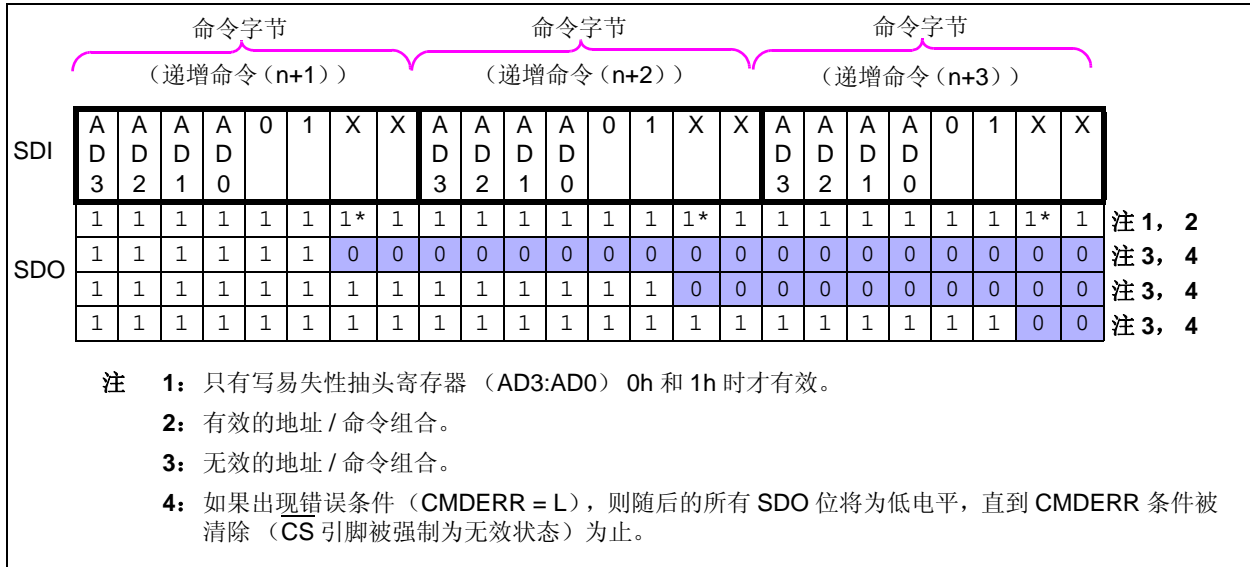 命令字节 命令字节 命令字节
（递增命令（n+1）） （递增命令（n+2）） （递增命令（n+3））
SDI
A A A A 0 1 X X A A A A 0 1 X X A A A A 0 1 X X
D D D D D D D D D D D D
3 2 1 0 3 2 1 0 3 2 1 0
SDO
1 1 1 1 1 1 1* 1 1 1 1 1 1 1 1* 1 1 1 1 1 1 1 1* 1 注 1， 2
1 1 1 1 1 1 0 0 0 0 0 0 0 0 0 0 0 0 0 0 0 0 0 0 注 3， 4
1 1 1 1 1 1 1 1 1 1 1 1 1 1 0 0 0 0 0 0 0 0 0 0 注 3， 4
1 1 1 1 1 1 1 1 1 1 1 1 1 1 1 1 1 1 1 1 1 1 0 0 注 3， 4
注 1：只有写易失性抽头寄存器 （AD3:AD0） 0h 和 1h 时才有效。
2：有效的地址 / 命令组合。
3：无效的地址 / 命令组合。
4：如果出现错误条件（CMDERR = L），则随后的所有 SDO 位将为低电平，直到 CMDERR 条件被
清除 （CS 引脚被强制为无效状态）为止。